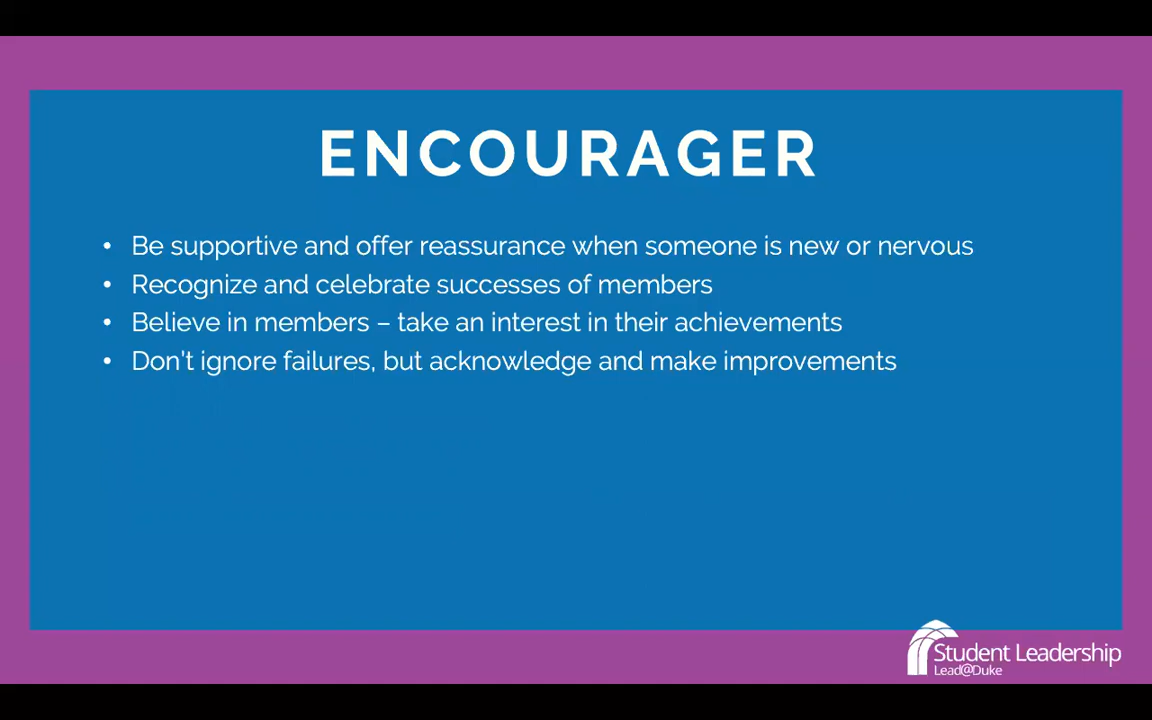 ENCOURAGER
• Be supportive and offer reassurance when someone is new or nervous
• Recognize and celebrate successes of members
• Believe in members – take an interest in their achievements
• Don't ignore failures, but acknowledge and make improvements
Student Leadership
Lead@Duke